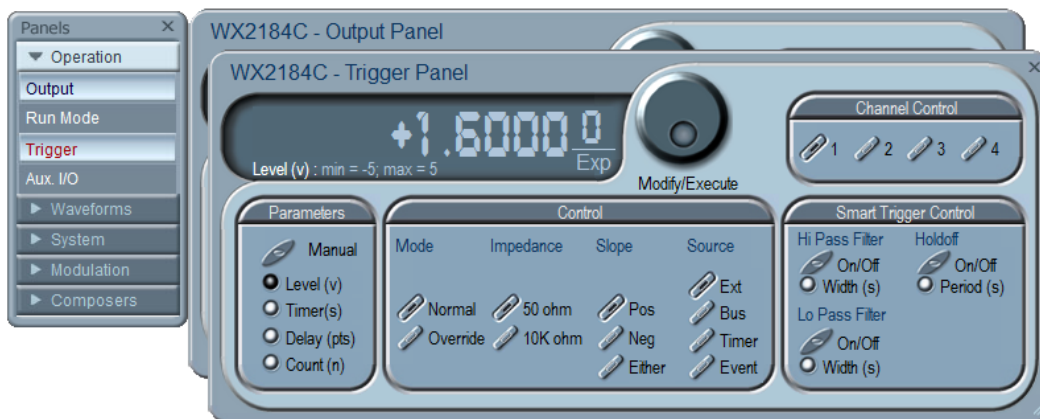 Panels
Operation
Output
Run Mode
Trigger
Aux. I/O
Waveforms
System
Modulation
Composers
WX2184C - Output Panel
WX2184C - Trigger Panel
+1.6000 0
Exp
Level (v) : min = -5; max = 5
Modify/Execute
Channel Control
1 2 3 4
Parameters
Manual
Level (v)
Timer(s)
Delay (pts)
Count (n)
Control
Mode Impedance Slope Source
Normal
Override
50 ohm
10K ohm
Pos
Neg
Either
Ext
Bus
Timer
Event
Smart Trigger Control
Hi Pass Filter
On/Off
Width (s)
Lo Pass Filter
On/Off
Width (s)
Holdoff
On/Off
Period (s)